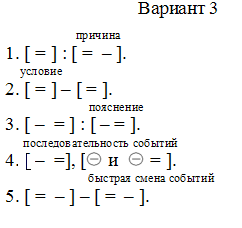 Вариант 3
причина
1. [ = ] : [ = − ].
условие
2. [ = ] – [ = ].
пояснение
3. [ − = ] : [ − = ].
последовательность событий
4. [ − = ], [⊖ и ⊖ = ].
быстрая смена событий
5. [ = − ] – [ = − ].